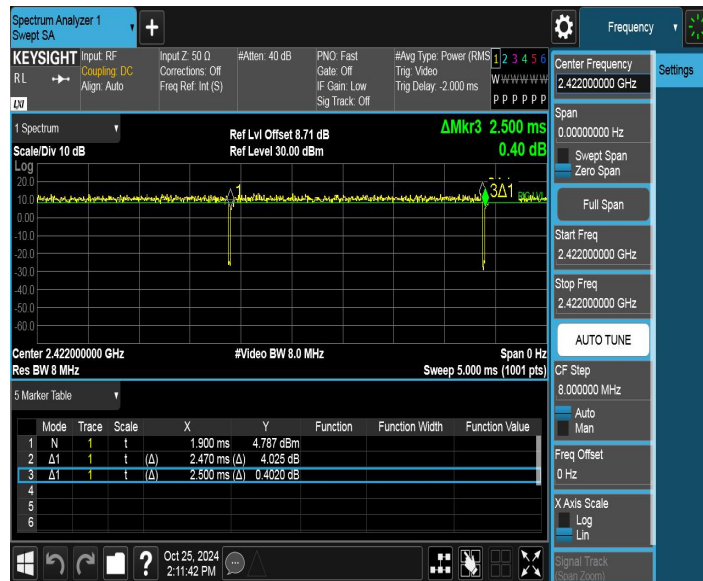 Spectrum Analyzer 1
Swept SA
Frequency
KEYSIGHT
RL
LXI
Input: RF
Coupling: DC
Align: Auto
Input Z: 50 Ω
Corrections: Off
Freq Ref: Int (S)
#Atten: 40 dB
PNO: Fast
Gate: Off
IF Gain: Low
Sig Track: Off
#Avg Type: Power (RMS
Trig: Video
Trig Delay: -2.000 ms
1 2 3 4 5 6
W W W W W W
P P P P P P
1 Spectrum
Scale/Div 10 dB
Ref Lvl Offset 8.71 dB
Ref Level 30.00 dBm
ΔMkr3 2.500 ms
0.40 dB
Log
20.0
10.0
0.00
-10.0
-20.0
-30.0
-40.0
-50.0
-60.0
1
3Δ1
Center 2.422000000 GHz
Res BW 8 MHz
#Video BW 8.0 MHz
Span 0 Hz
Sweep 5.000 ms (1001 pts)
5 Marker Table
Mode Trace Scale X Y Function Function Width Function Value
1 N 1 t 1.900 ms 4.787 dBm
2 Δ1 1 t (Δ) 2.470 ms (Δ) 4.025 dB
3 Δ1 1 t (Δ) 2.500 ms (Δ) 0.4020 dB
4
5
6
Oct 25, 2024
2:11:42 PM
Center Frequency
2.422000000 GHz
Settings
Span
0.00000000 Hz
Swept Span
Zero Span
Full Span
Start Freq
2.422000000 GHz
Stop Freq
2.422000000 GHz
AUTO TUNE
CF Step
8.000000 MHz
Auto
Man
Freq Offset
0 Hz
X Axis Scale
Log
Lin
Signal Track
(Span Zoom)